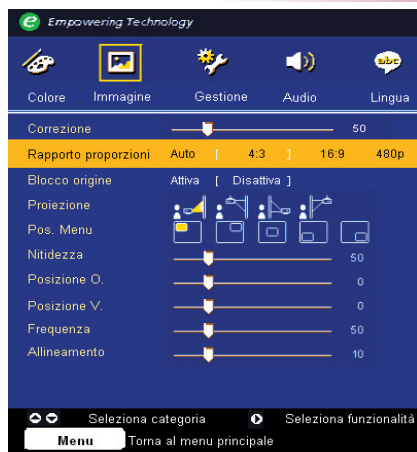 e Empowering Technology
abc
Colore Immagine Gestione Audio Lingua
Correzione 50
Rapporto proporzioni Auto [ 4:3 ] 16:9 480p
Blocco origine Attiva [ Disattiva ]
Proiezione
Pos. Menu
Nitidezza 50
Posizione O. 0
Posizione V. 0
Frequenza 50
Allineamento 10
Seleziona categoria Seleziona funzionalità
Menu Torna al menu principale